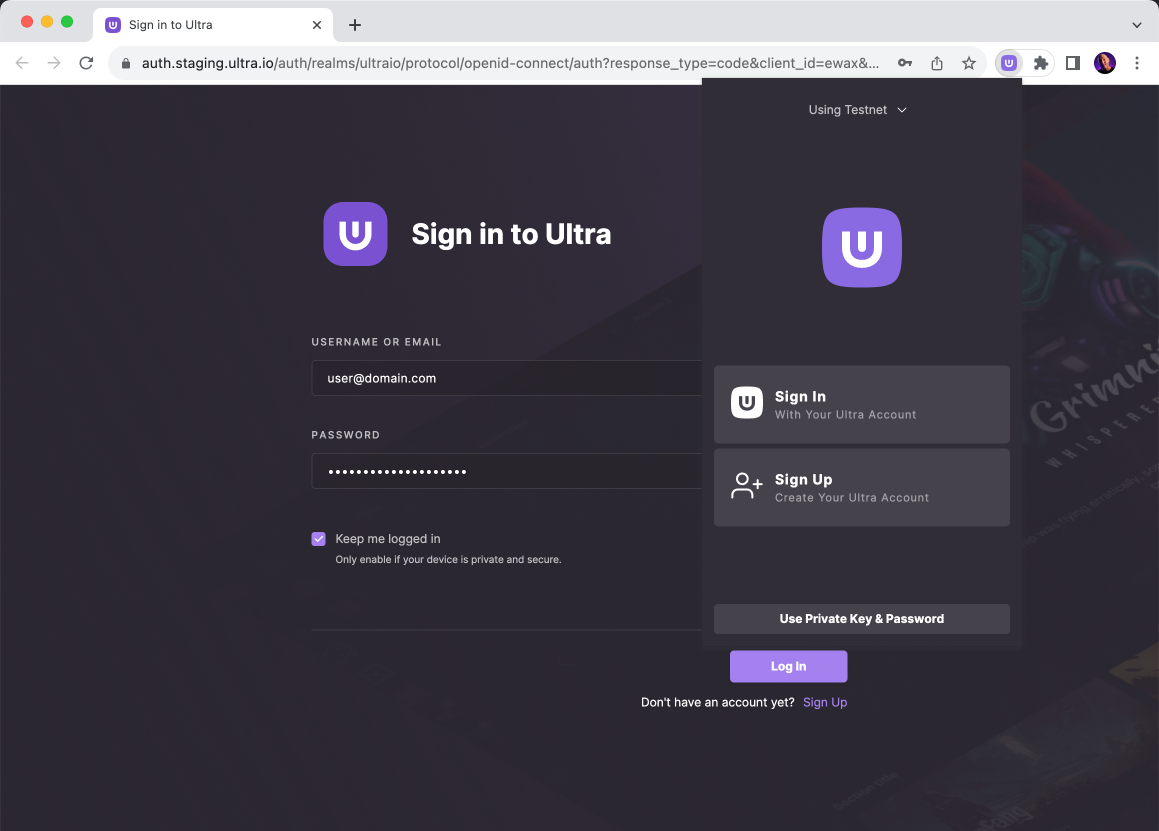 Sign in to Ultra
auth.staging.ultra.io/auth/realms/ultraio/protocol/openid-connect/auth?response_type=code&client_id=ewax&...
Using Testnet
Sign in to Ultra
USERNAME OR EMAIL
user@domain.com
PASSWORD
••••••••••••••••••••
Keep me logged in
Only enable if your device is private and secure.
Sign In
With Your Ultra Account
Sign Up
Create Your Ultra Account
Use Private Key & Password
Log In
Don't have an account yet? Sign Up
Grimni
WHISPERE